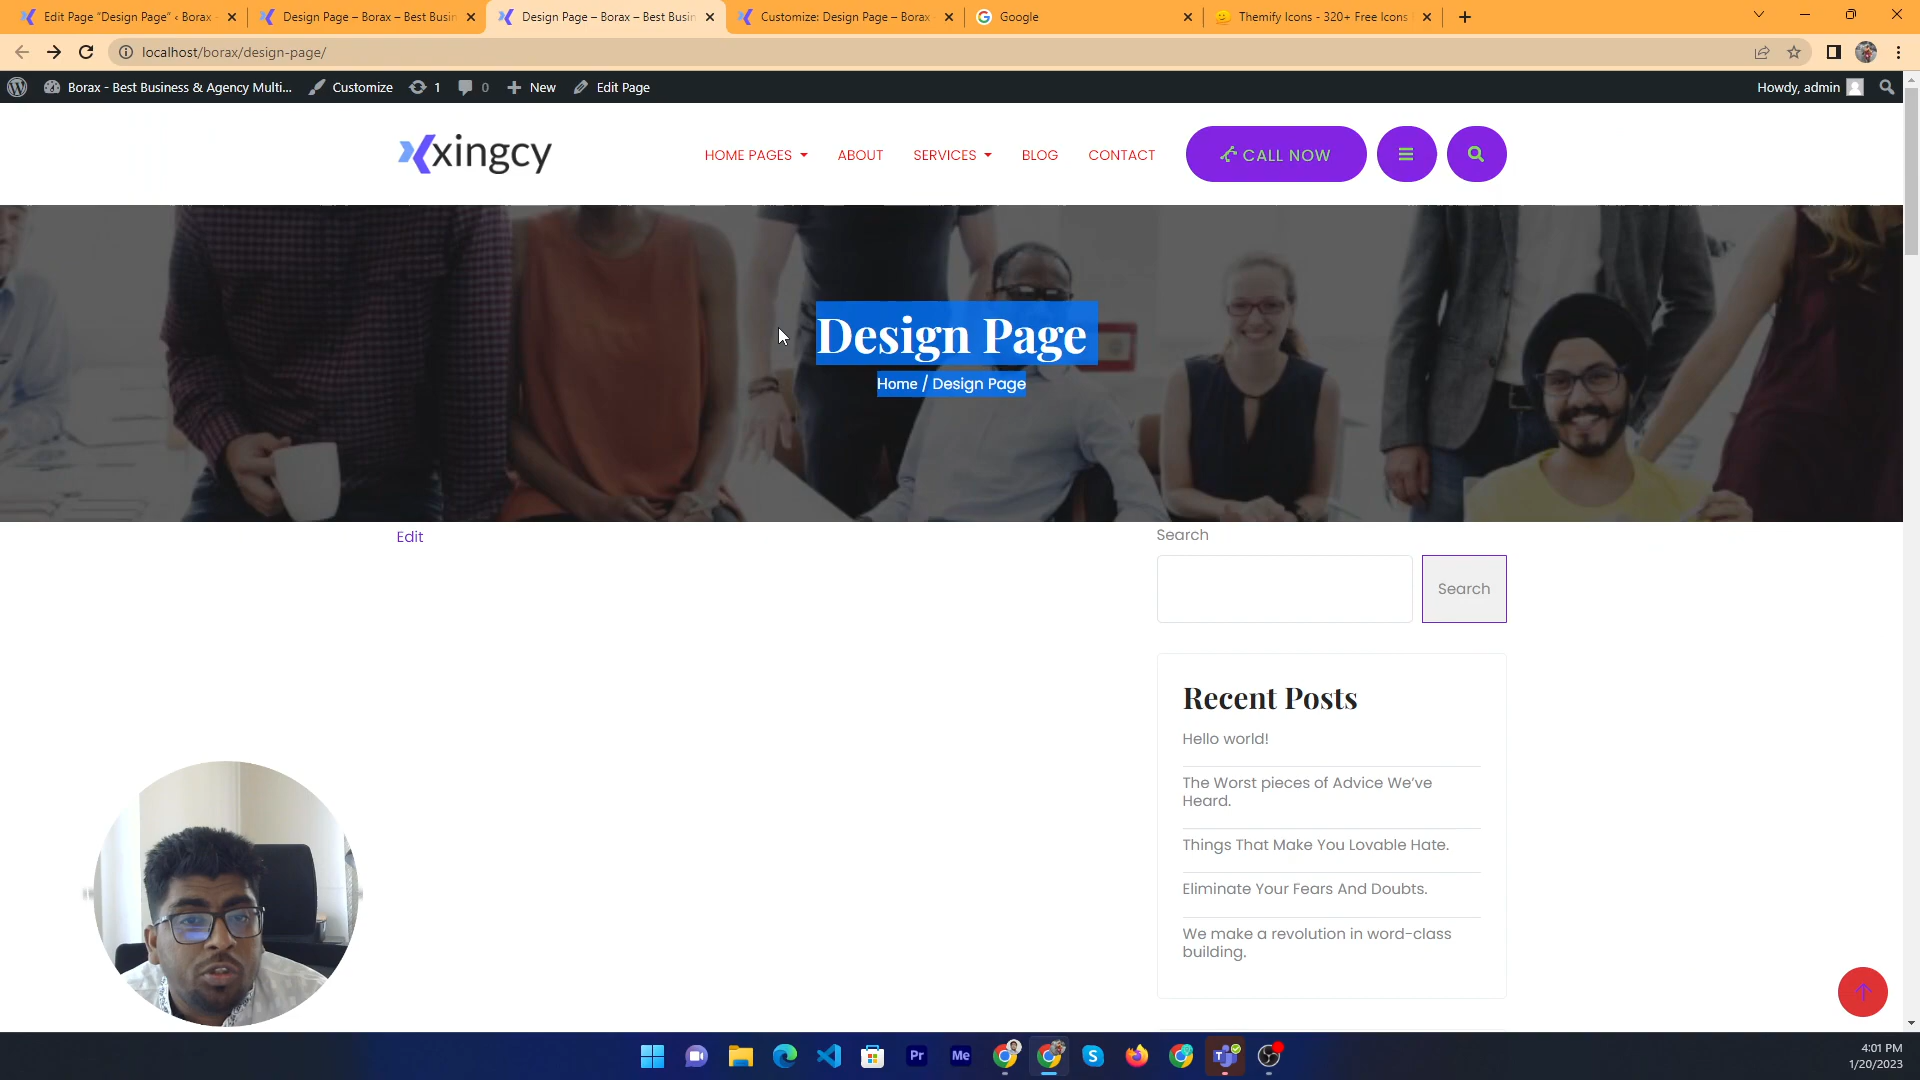 Edit Page "Design Page" ‹ Borax
Design Page – Borax – Best Busin
Design Page – Borax – Best Busin
Customize: Design Page – Borax
Google
Themify Icons - 320+ Free Icons
localhost/borax/design-page/
Borax - Best Business & Agency Multi...
Customize
1
0
New
Edit Page
Howdy, admin
xingcy
HOME PAGES
ABOUT
SERVICES
BLOG
CONTACT
CALL NOW
Design Page
Home / Design Page
Edit
Search
Search
Recent Posts
Hello world!
The Worst pieces of Advice We've
Heard.
Things That Make You Lovable Hate.
Eliminate Your Fears And Doubts.
We make a revolution in word-class
building.
Pr
Me
4:01 PM
1/20/2023